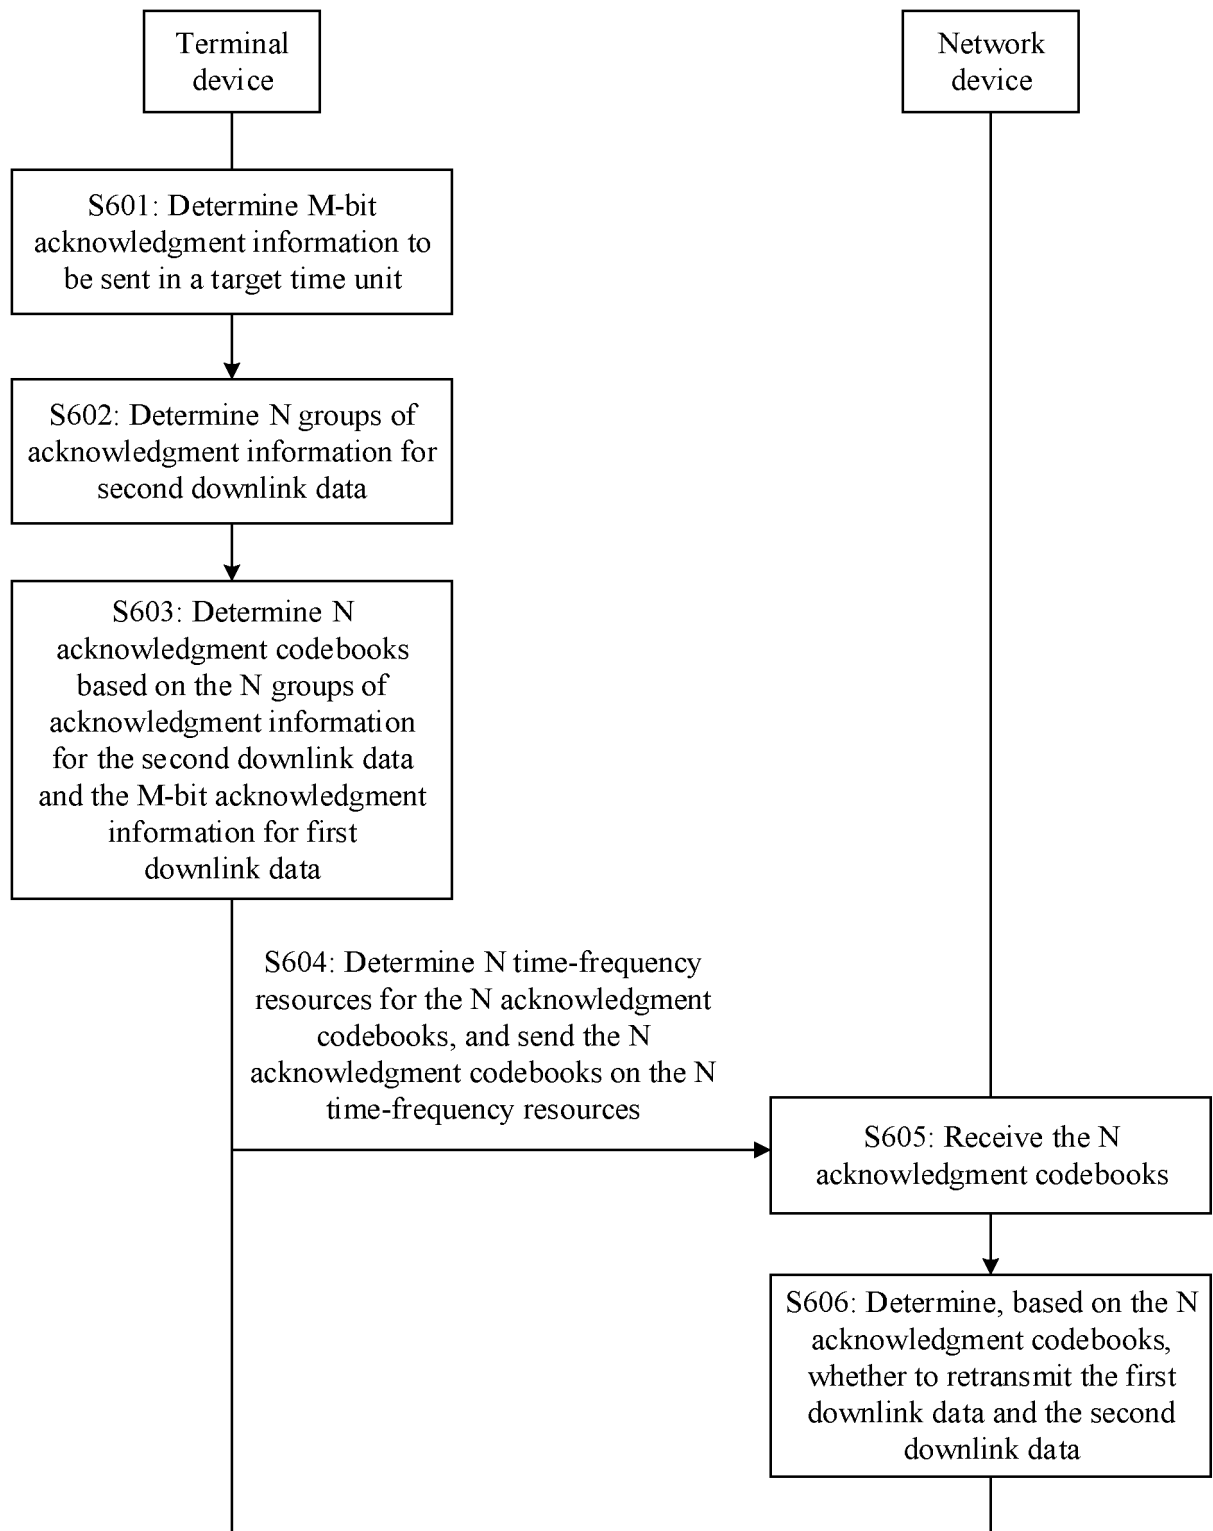 Terminal
device
Network
device
S601: Determine M-bit
acknowledgment information to
be sent in a target time unit
S602: Determine N groups of
acknowledgment information for
second downlink data
S603: Determine N
acknowledgment codebooks
based on the N groups of
acknowledgment information
for the second downlink data
and the M-bit acknowledgment
information for first
downlink data
S604: Determine N time-frequency
resources for the N acknowledgment
codebooks, and send the N
acknowledgment codebooks on the N
time-frequency resources
S605: Receive the N
acknowledgment codebooks
S606: Determine, based on the N
acknowledgment codebooks,
whether to retransmit the first
downlink data and the second
downlink data